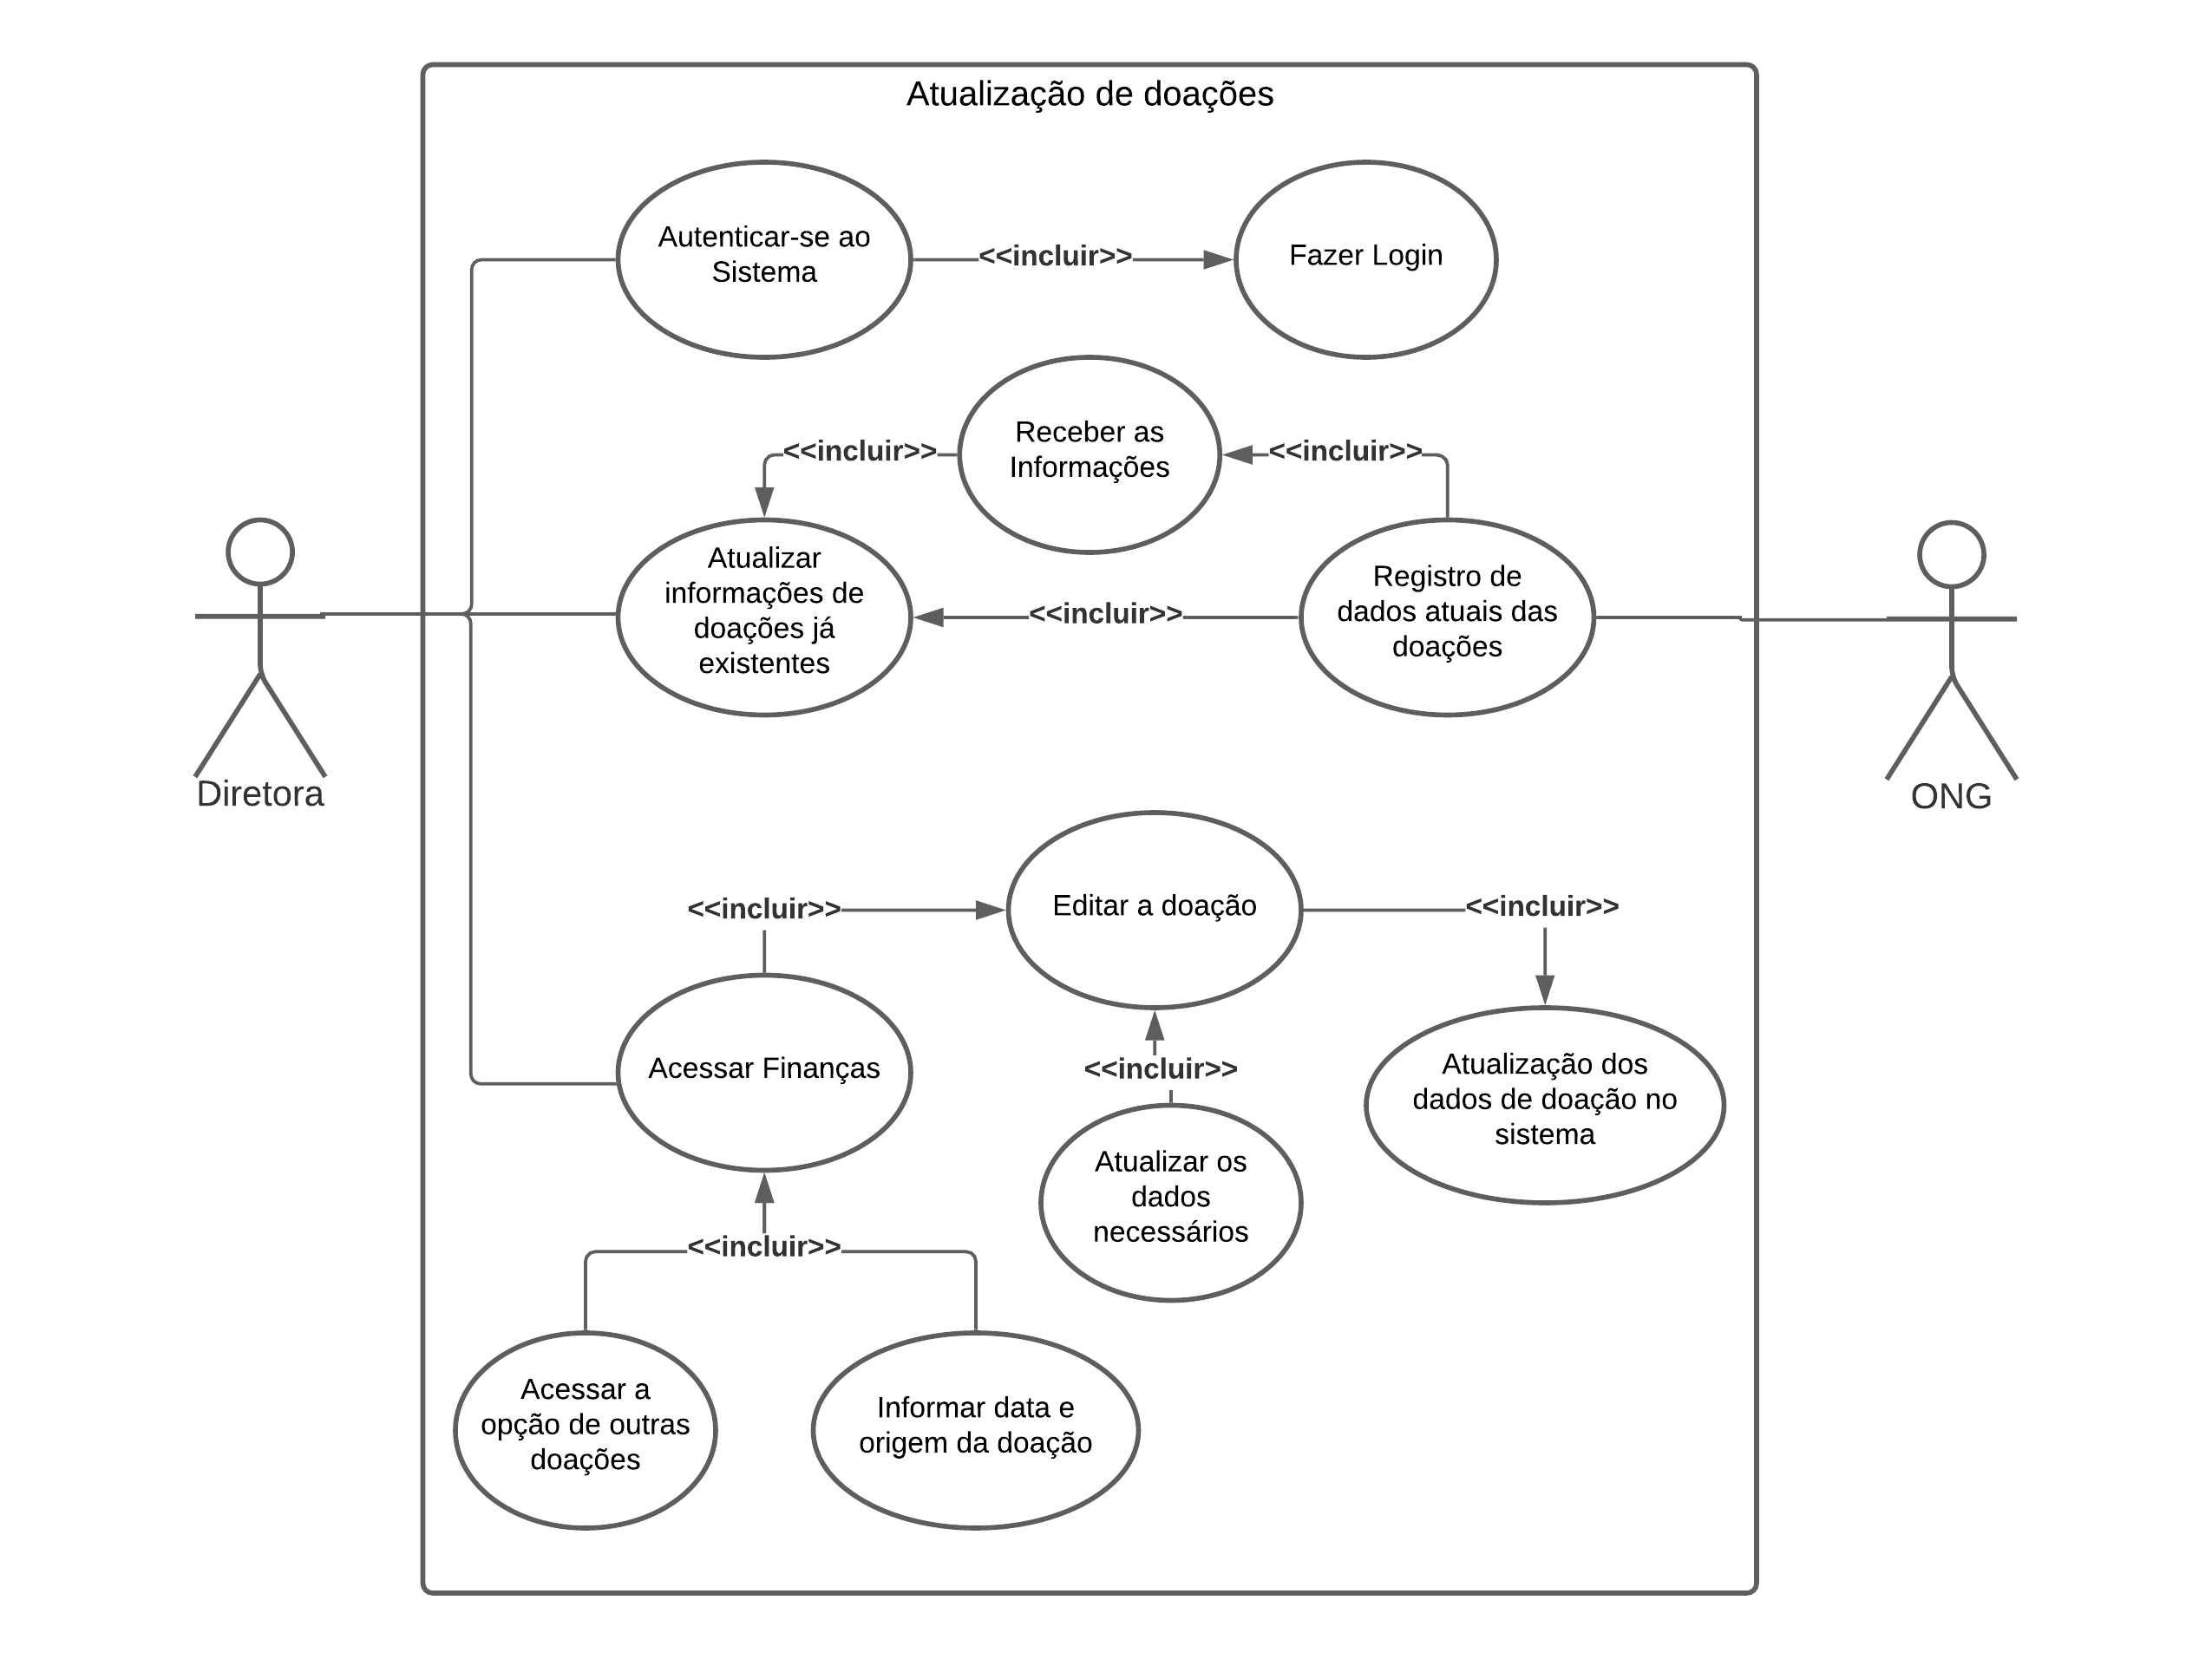 Atualização de doações
Autenticar-se ao
Sistema
<<incluir>>
Fazer Login
Receber as
Informações
<<incluir>>
<<incluir>>
Atualizar
informações de
doações já
existentes
<<incluir>>
Registro de
dados atuais das
doações
Diretora
ONG
<<incluir>>
Editar a doação
<<incluir>>
Acessar Finanças
<<incluir>>
Atualização dos
dados de doação no
sistema
Atualizar os
dados
necessários
<<incluir>>
Acessar a
opção de outras
doações
Informar data e
origem da doação